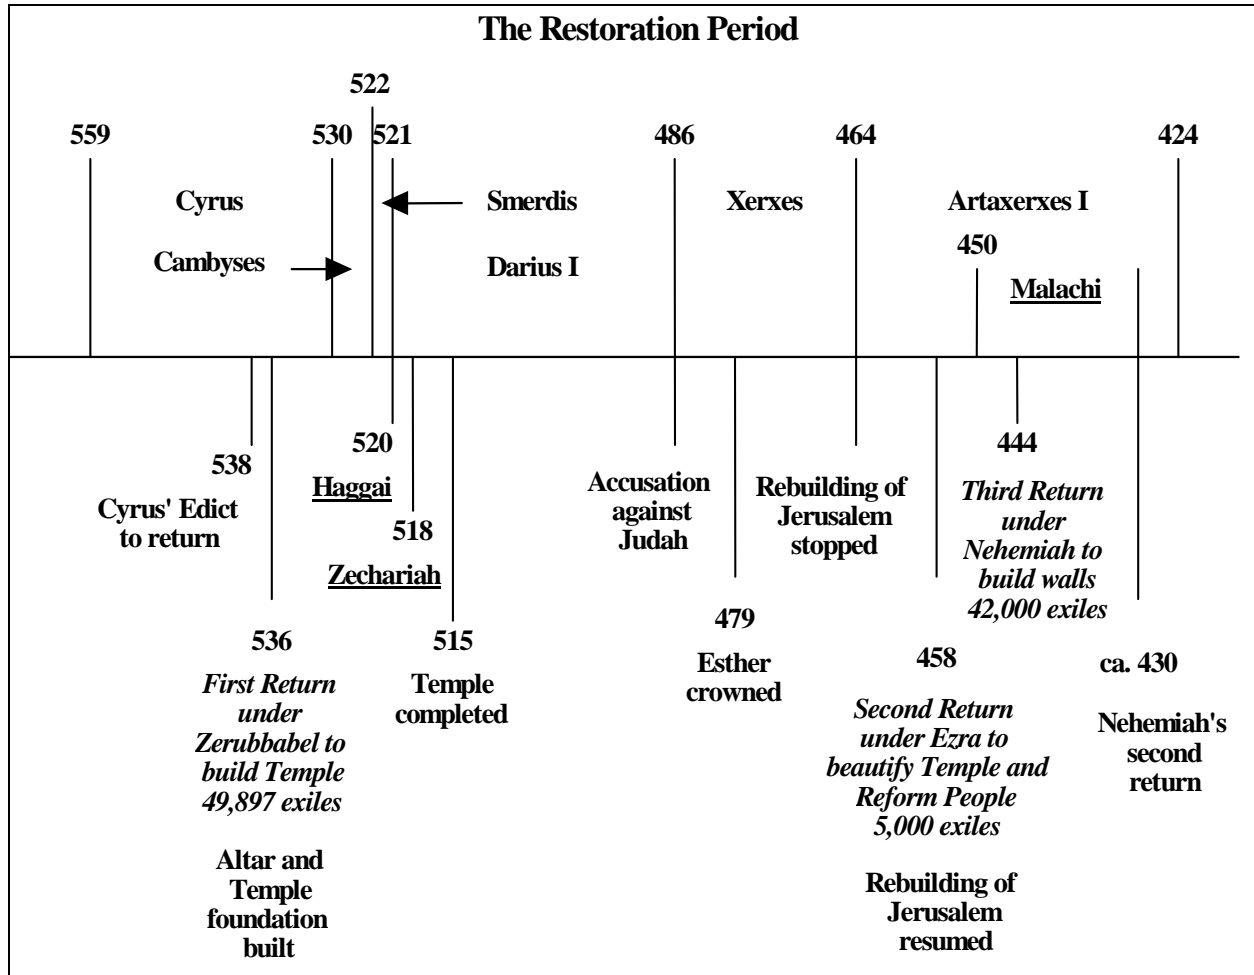 The Restoration Period
522
559
530
521
486
464
424
Cyrus
Smerdis
Xerxes
Artaxerxes I
Cambyses
Darius I
450
Malachi
538
Cyrus' Edict
to return
520
Haggai
518
Zechariah
Accusation
against
Judah
Rebuilding of
Jerusalem
stopped
444
Third Return
under
Nehemiah to
build walls
42,000 exiles
536
First Return
under
Zerubbabel to
build Temple
49,897 exiles
Altar and
Temple
foundation
built
515
Temple
completed
479
Esther
crowned
458
Second Return
under Ezra to
beautify Temple and
Reform People
5,000 exiles
Rebuilding of
Jerusalem
resumed
ca. 430
Nehemiah's
second
return